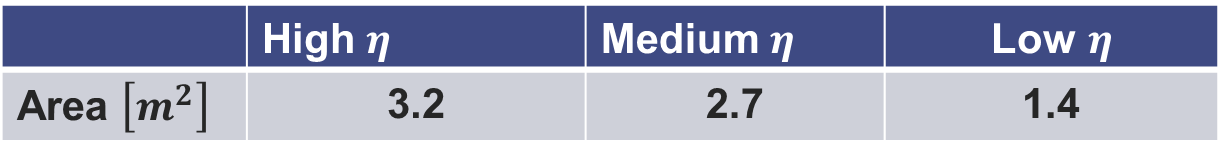 High η Medium η Low η
Area [m²] 3.2 2.7 1.4